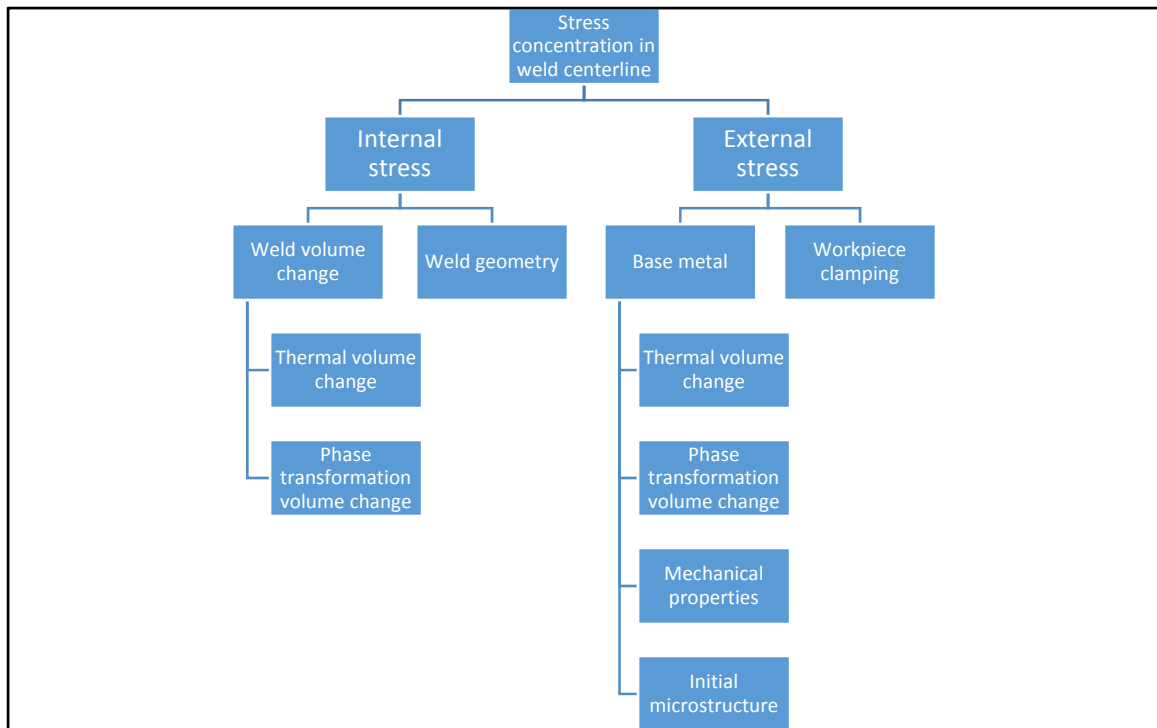 Stress
concentration in
weld centerline
Internal
stress
External
stress
Weld volume
change
Weld geometry
Base metal
Workpiece
clamping
Thermal volume
change
Thermal volume
change
Phase
transformation
volume change
Phase
transformation
volume change
Mechanical
properties
Initial
microstructure